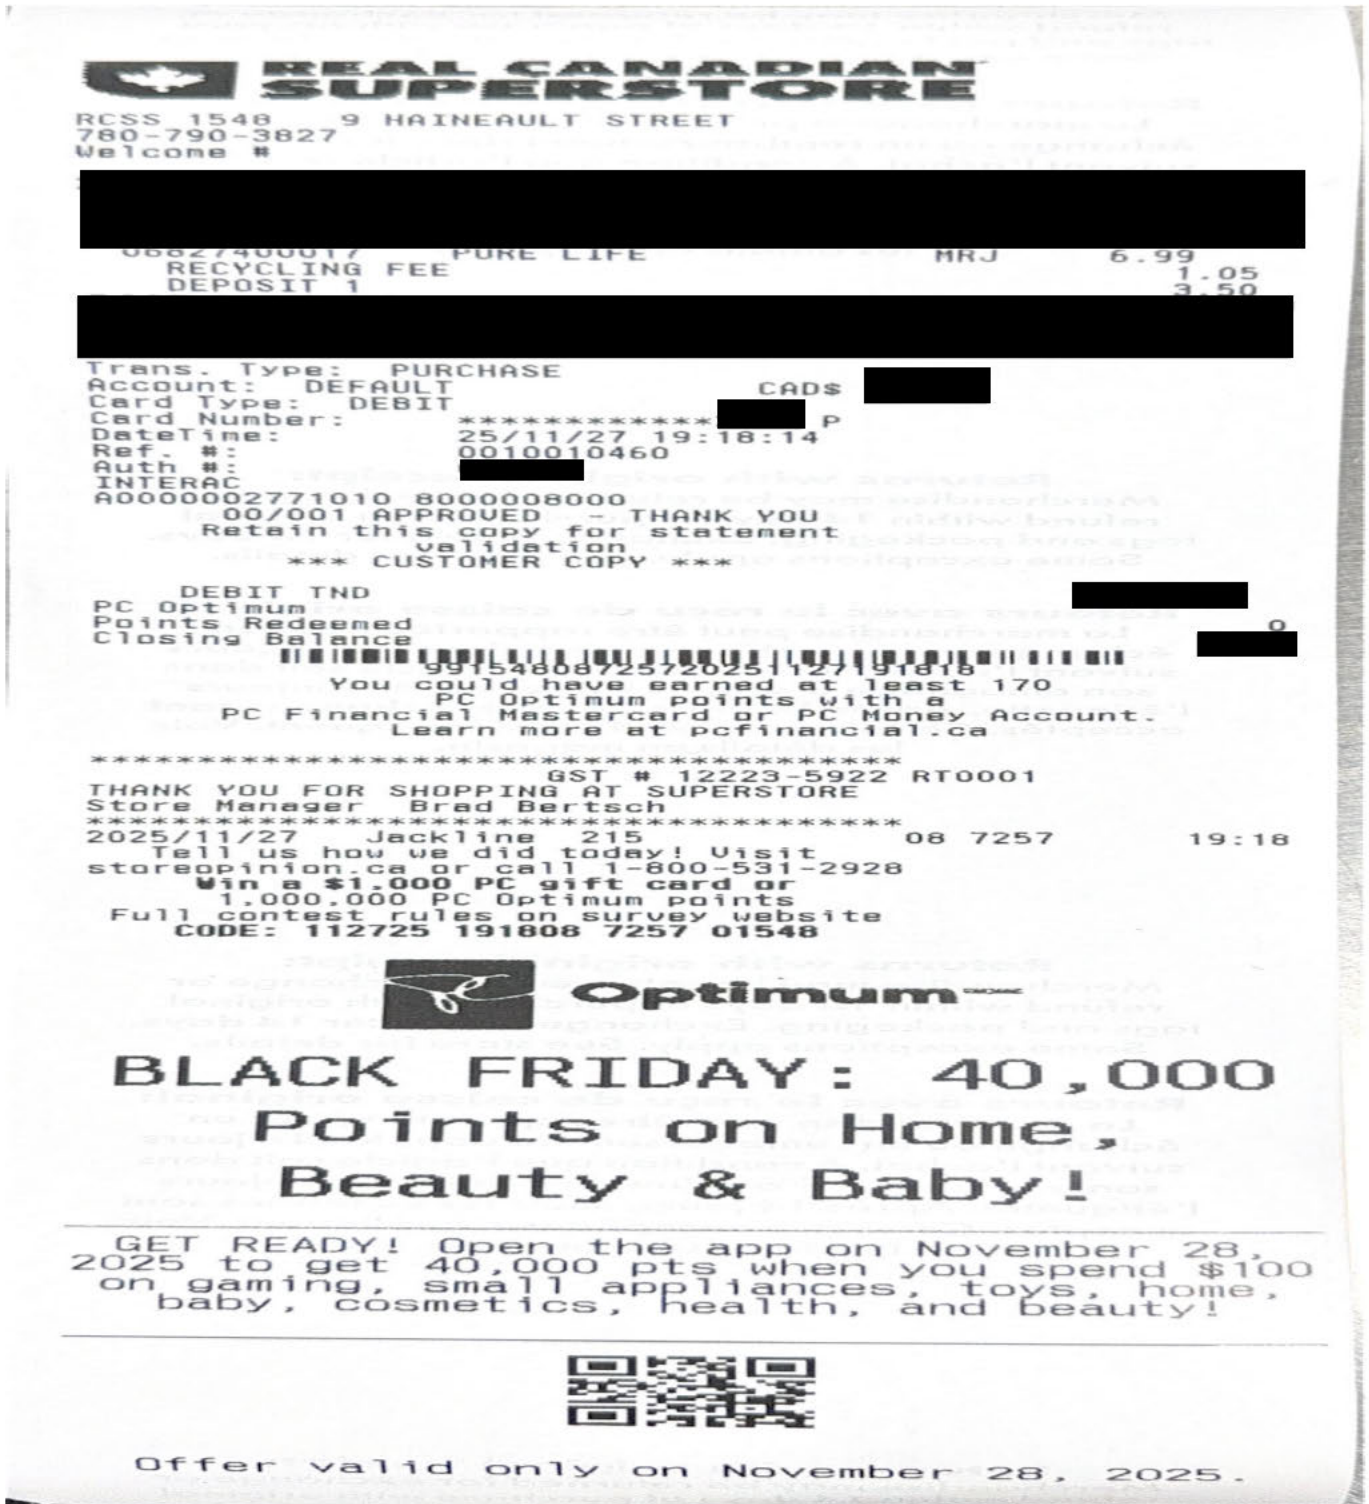 REAL CANADIAN
SUPERSTORE
RCSS 1548 9 HAINEAULT STREET
780-790-3827
Welcome #
06827400017 PURE LIFE MRJ 6.99
RECYCLING FEE 1.05
DEPOSIT 1 3.50
Trans. Type: PURCHASE
Account: DEFAULT CAD$
Card Type: DEBIT
Card Number: ************ P
DateTime: 25/11/27 19:18:14
Ref. #: 0010010460
Auth #:
INTERAC
A0000002771010 8000008000
00/001 APPROVED - THANK YOU
Retain this copy for statement
validation
*** CUSTOMER COPY ***
DEBIT TND
PC Optimum
Points Redeemed 0
Closing Balance
9915480872572025112719​1818
You could have earned at least 170
PC Optimum points with a
PC Financial Mastercard or PC Money Account.
Learn more at pcfinancial.ca
**************************************
GST # 12223-5922 RT0001
THANK YOU FOR SHOPPING AT SUPERSTORE
Store Manager Brad Bertsch
**************************************
2025/11/27 Jackline 215 08 7257 19:18
Tell us how we did today! Visit
storeopinion.ca or call 1-800-531-2928
Win a $1,000 PC gift card or
1,000,000 PC Optimum points
Full contest rules on survey website
CODE: 112725 191808 7257 01548
Optimum
BLACK FRIDAY: 40,000
Points on Home,
Beauty & Baby!
GET READY! Open the app on November 28,
2025 to get 40,000 pts when you spend $100
on gaming, small appliances, toys, home,
baby, cosmetics, health, and beauty!
Offer valid only on November 28, 2025.